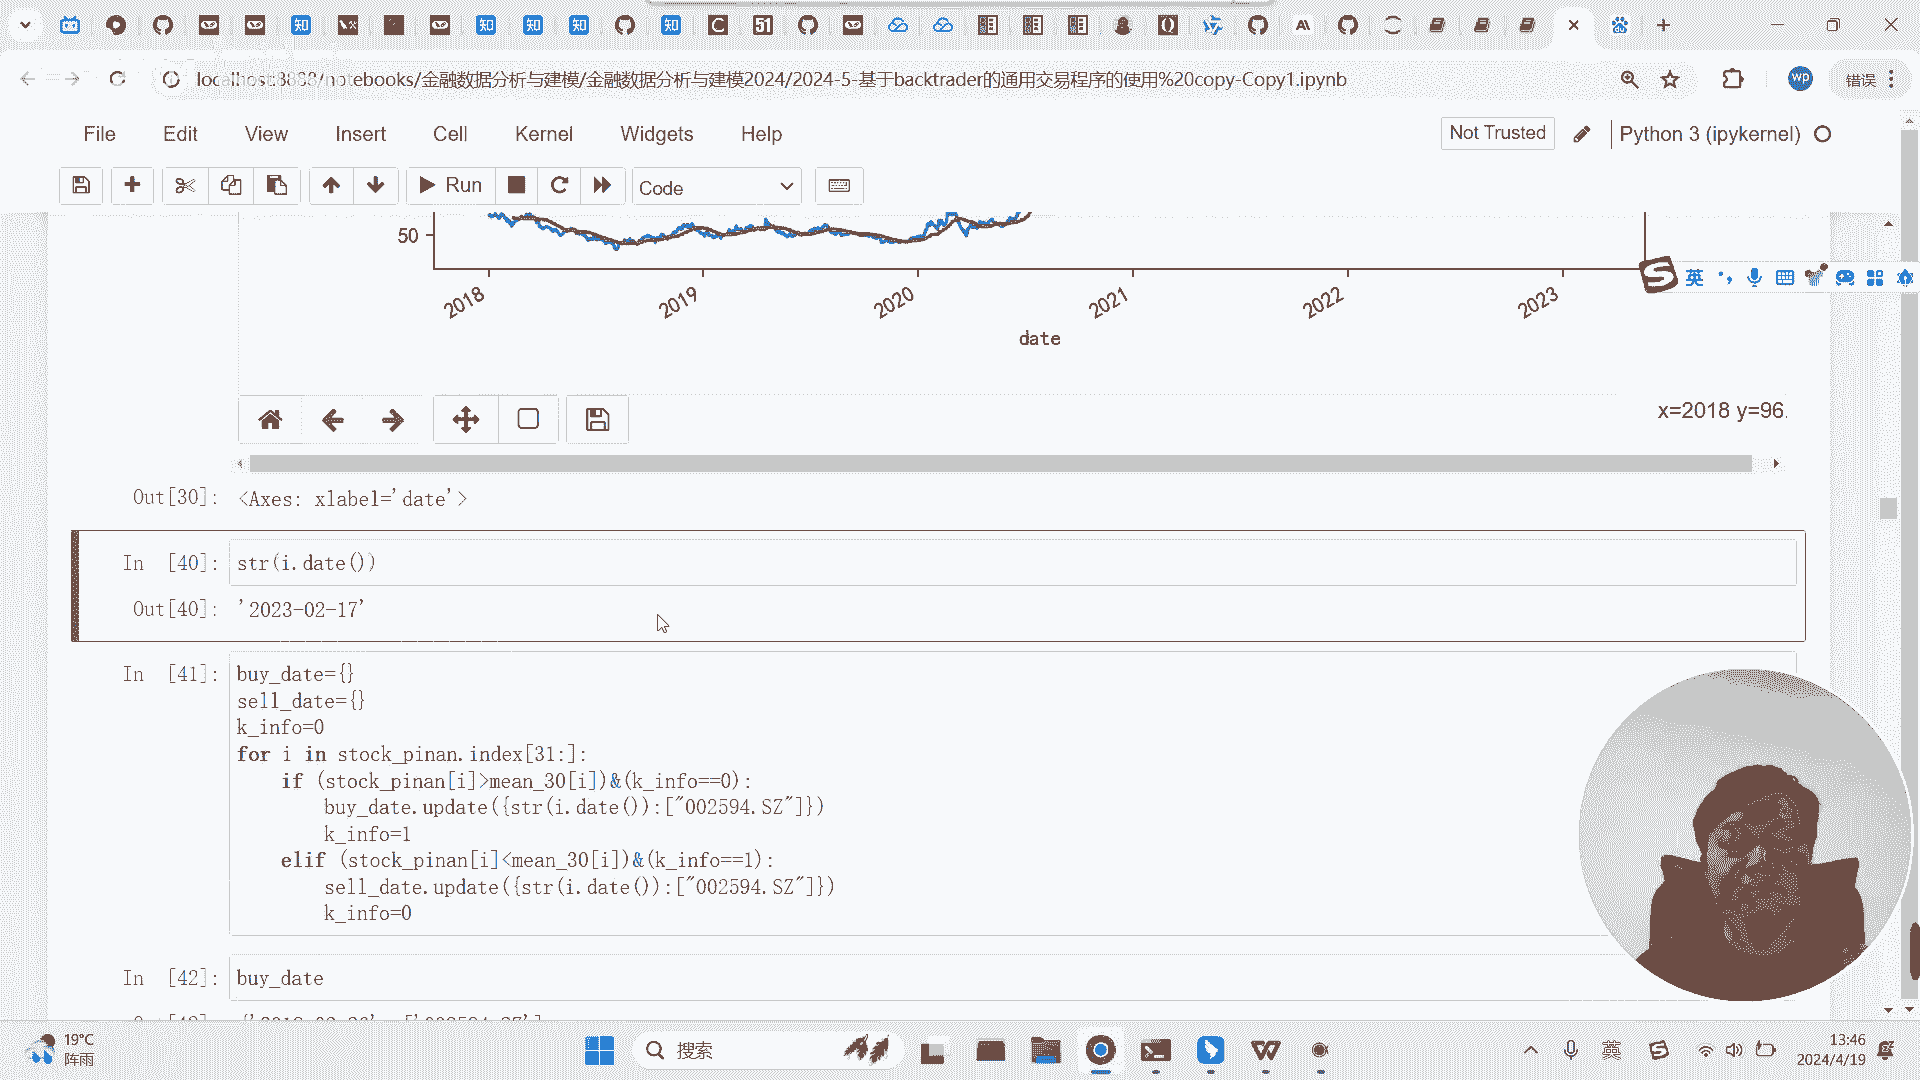 localhost:8888/notebooks/金融数据分析与建模/金融数据分析与建模2024/2024-5-基于backtrader的通用交易程序的使用%20copy-Copy1.ipynb
wp
错误
File Edit View Insert Cell Kernel Widgets Help
Not Trusted
Python 3 (ipykernel)
Run
Code
50
2018 2019 2020 2021 2022 2023
date
英
x=2018 y=96.
Out[30]: <Axes: xlabel='date'>
In [40]: str(i.date())
Out[40]: '2023-02-17'
In [41]: buy_date={}
sell_date={}
k_info=0
for i in stock_pinan.index[31:]:
if (stock_pinan[i]>mean_30[i])&(k_info==0):
buy_date.update({str(i.date()):["002594.SZ"]})
k_info=1
elif (stock_pinan[i]<mean_30[i])&(k_info==1):
sell_date.update({str(i.date()):["002594.SZ"]})
k_info=0
In [42]: buy_date
19°C
阵雨
搜索
英
13:46
2024/4/19